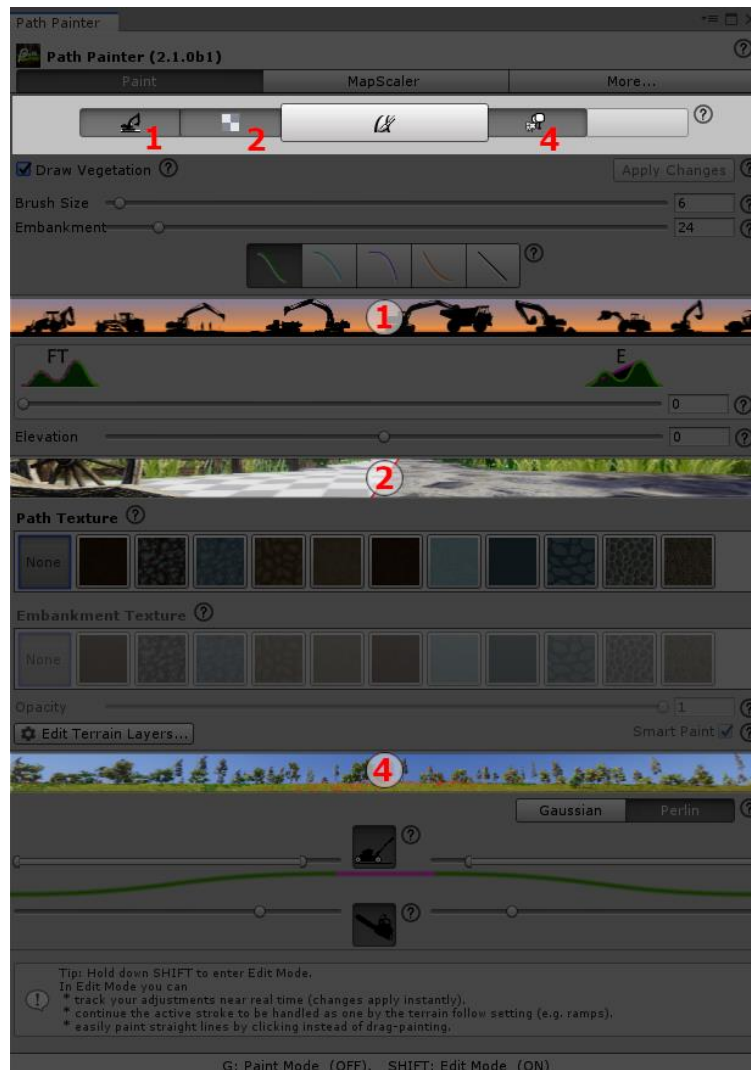 Path Painter
Path Painter (2.1.0b1)
Paint MapScaler More...
1 2 4
Draw Vegetation Apply Changes
Brush Size 6
Embankment 24
1
FT E
0
Elevation 0
2
Path Texture
None
Embankment Texture
None
Opacity 1
Edit Terrain Layers... Smart Paint
4
Gaussian Perlin
Tip: Hold down SHIFT to enter Edit Mode.
In Edit Mode you can
* track your adjustments near real time (changes apply instantly).
* continue the active stroke to be handled as one by the terrain follow setting (e.g. ramps).
* easily paint straight lines by clicking instead of drag-painting.
G: Paint Mode (OFF), SHIFT: Edit Mode (ON)